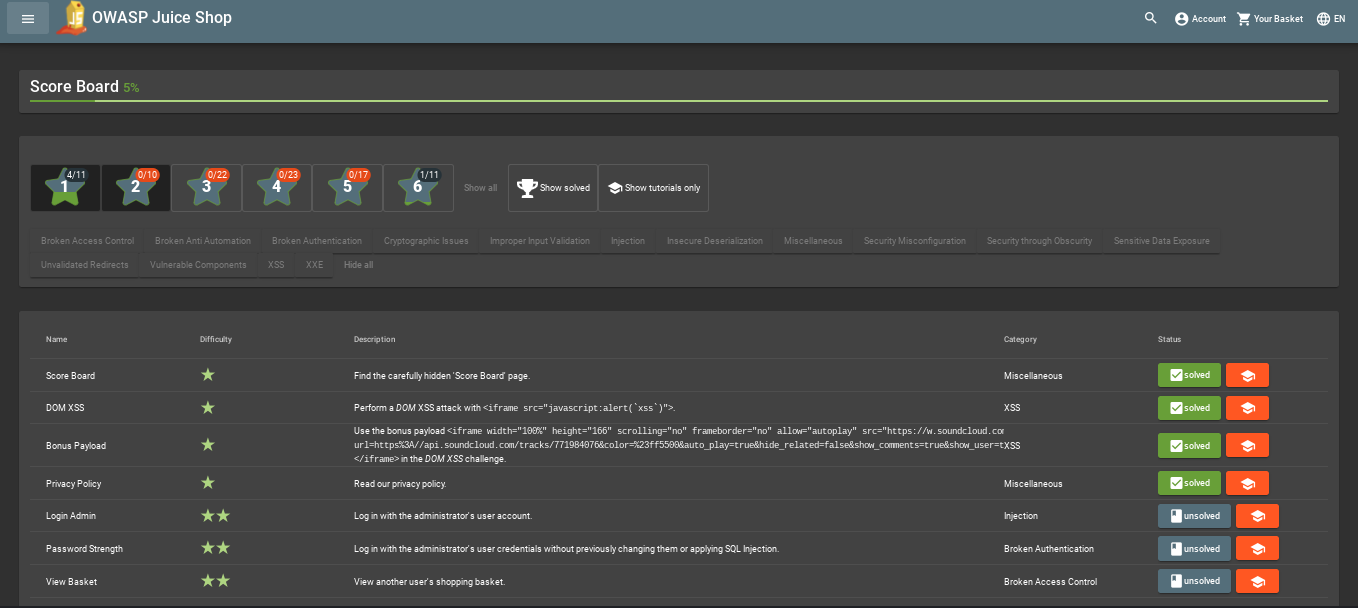 OWASP Juice Shop
Account
Your Basket
EN
Score Board 5%
1 4/11
2 0/10
3 0/22
4 0/23
5 0/17
6 1/11
Show all
Show solved
Show tutorials only
Broken Access Control
Broken Anti Automation
Broken Authentication
Cryptographic Issues
Improper Input Validation
Injection
Insecure Deserialization
Miscellaneous
Security Misconfiguration
Security through Obscurity
Sensitive Data Exposure
Unvalidated Redirects
Vulnerable Components
XSS
XXE
Hide all
Name Difficulty Description Category Status
Score Board Find the carefully hidden 'Score Board' page. Miscellaneous solved
DOM XSS Perform a DOM XSS attack with <iframe src="javascript:alert(`xss`)">. XSS solved
Bonus Payload
Use the bonus payload <iframe width="100%" height="166" scrolling="no" frameborder="no" allow="autoplay" src="https://w.soundcloud.con
url=https%3A//api.soundcloud.com/tracks/771984076&color=%23ff5500&auto_play=true&hide_related=false&show_comments=true&show_user=t
</iframe> in the DOM XSS challenge.
XSS solved
Privacy Policy Read our privacy policy. Miscellaneous solved
Login Admin Log in with the administrator's user account. Injection unsolved
Password Strength Log in with the administrator's user credentials without previously changing them or applying SQL Injection. Broken Authentication unsolved
View Basket View another user's shopping basket. Broken Access Control unsolved